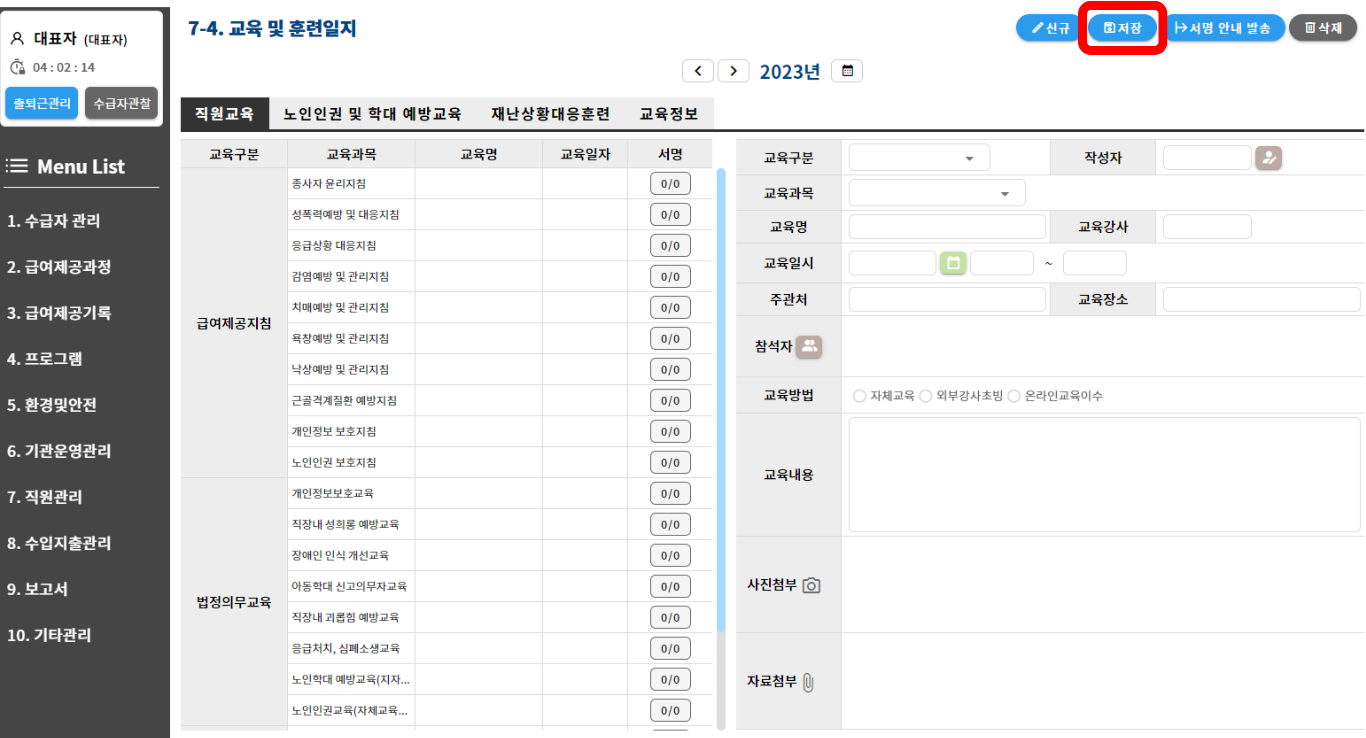 대표자 (대표자)
04 : 02 : 14
출퇴근관리 수급자관찰
Menu List
1. 수급자 관리
2. 급여제공과정
3. 급여제공기록
4. 프로그램
5. 환경및안전
6. 기관운영관리
7. 직원관리
8. 수입지출관리
9. 보고서
10. 기타관리
7-4. 교육 및 훈련일지
신규 저장 서명 안내 발송 삭제
2023년
직원교육 노인인권 및 학대 예방교육 재난상황대응훈련 교육정보
교육구분 교육과목 교육명 교육일자 서명
급여제공지침
종사자 윤리지침 0/0
성폭력예방 및 대응지침 0/0
응급상황 대응지침 0/0
감염예방 및 관리지침 0/0
치매예방 및 관리지침 0/0
욕창예방 및 관리지침 0/0
낙상예방 및 관리지침 0/0
근골격계질환 예방지침 0/0
개인정보 보호지침 0/0
노인인권 보호지침 0/0
법정의무교육
개인정보보호교육 0/0
직장내 성희롱 예방교육 0/0
장애인 인식 개선교육 0/0
아동학대 신고의무자교육 0/0
직장내 괴롭힘 예방교육 0/0
응급처치, 심폐소생교육 0/0
노인학대 예방교육(지자... 0/0
노인인권교육(자체교육... 0/0
교육구분 작성자
교육과목
교육명 교육강사
교육일시 ~
주관처 교육장소
참석자
교육방법 자체교육 외부강사초빙 온라인교육이수
교육내용
사진첨부
자료첨부